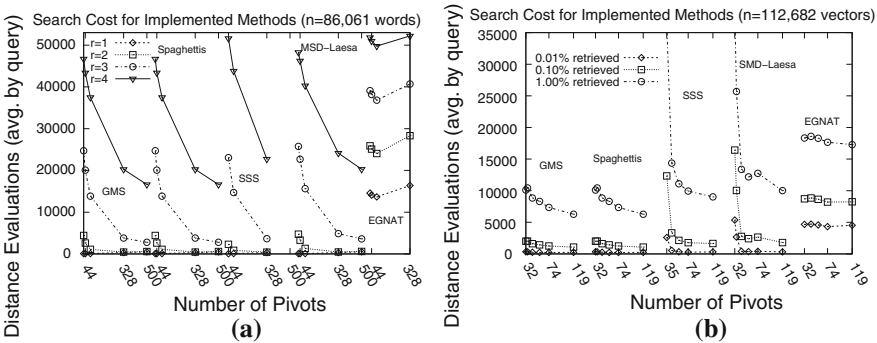 Search Cost for Implemented Methods (n=86,061 words)
Distance Evaluations (avg. by query)
50000
40000
30000
20000
10000
0
r=1
r=2
r=3
r=4
Spaghettis
MSD-Laesa
GMS
SSS
EGNAT
44
328
500
44
328
500
44
328
500
44
328
500
44
328
Number of Pivots
(a)
Search Cost for Implemented Methods (n=112,682 vectors)
Distance Evaluations (avg. by query)
35000
30000
25000
20000
15000
10000
5000
0
0.01% retrieved
0.10% retrieved
1.00% retrieved
GMS
Spaghettis
SSS
SMD-Laesa
EGNAT
32
74
119
32
74
119
35
74
119
32
74
119
32
74
119
Number of Pivots
(b)